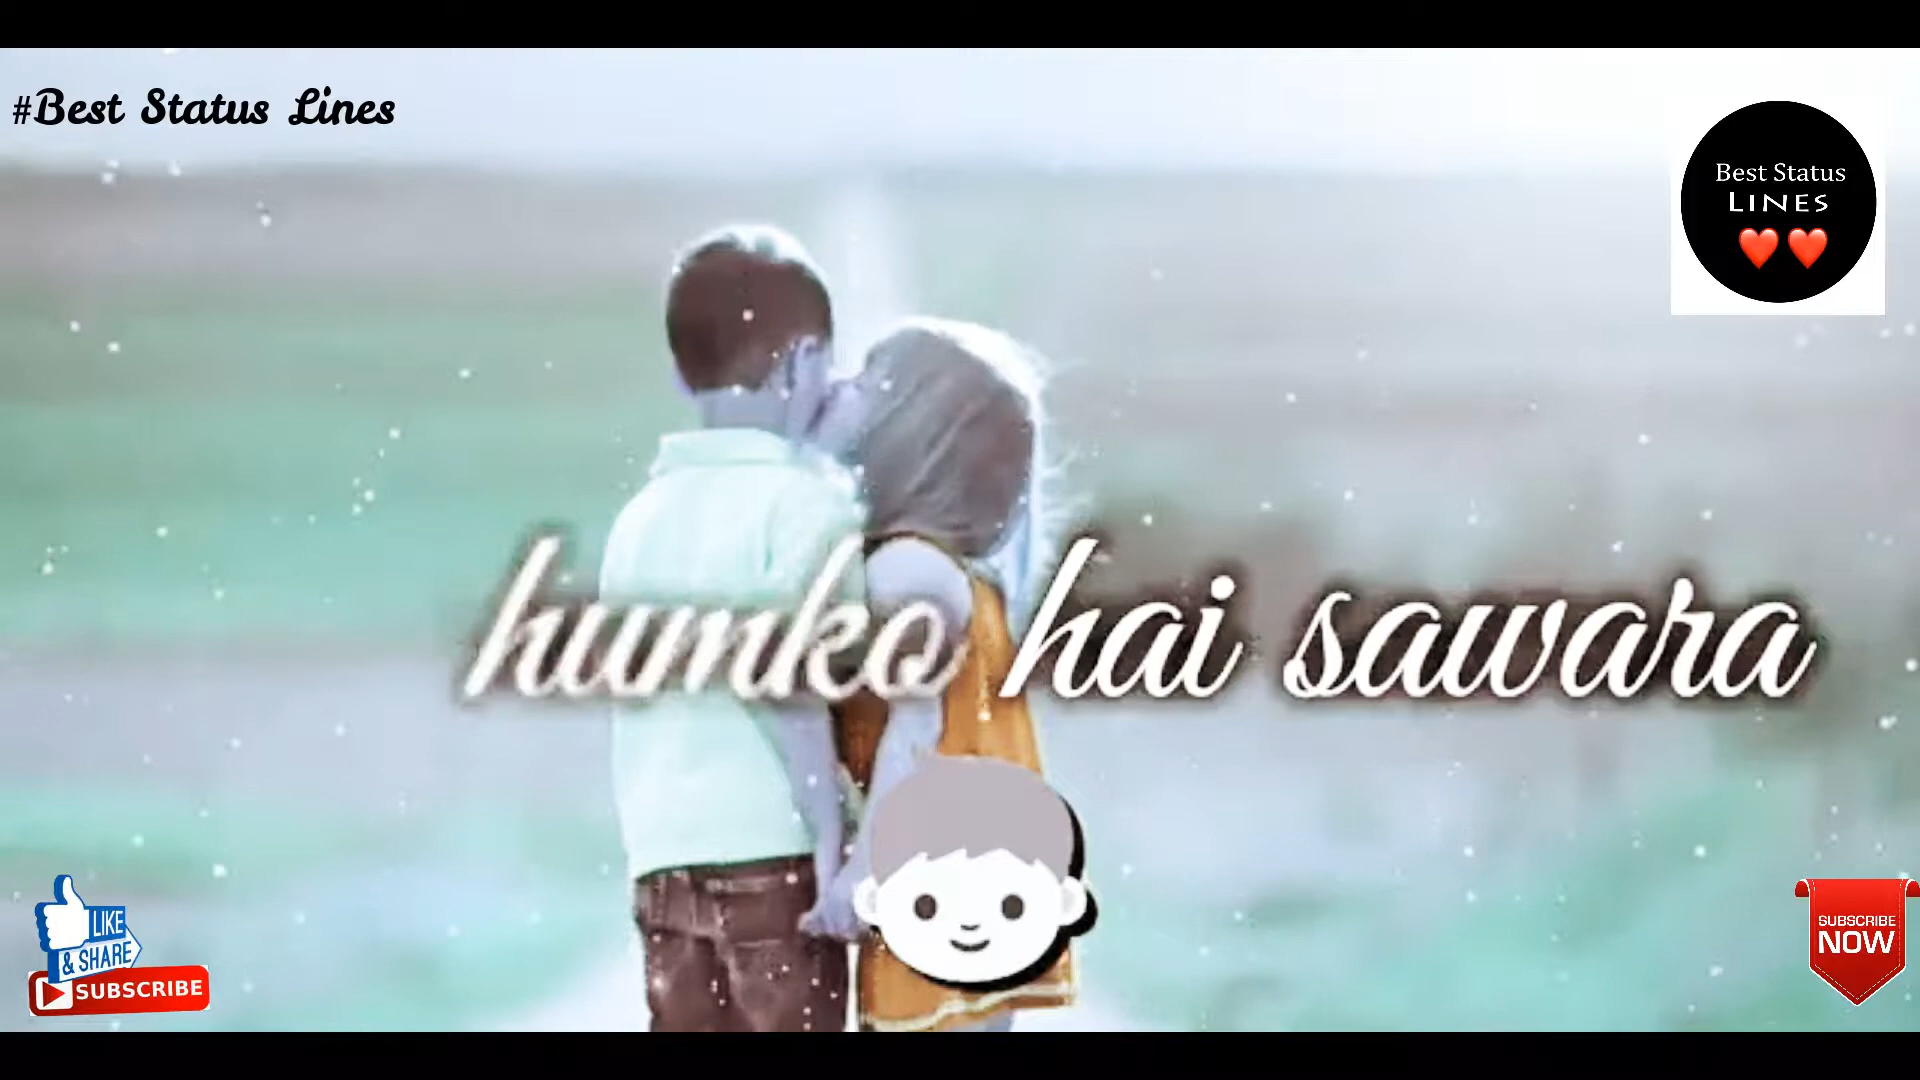 #Best Status Lines
Best Status
LINES
humko hai sawara
LIKE
& SHARE
SUBSCRIBE
SUBSCRIBE
NOW